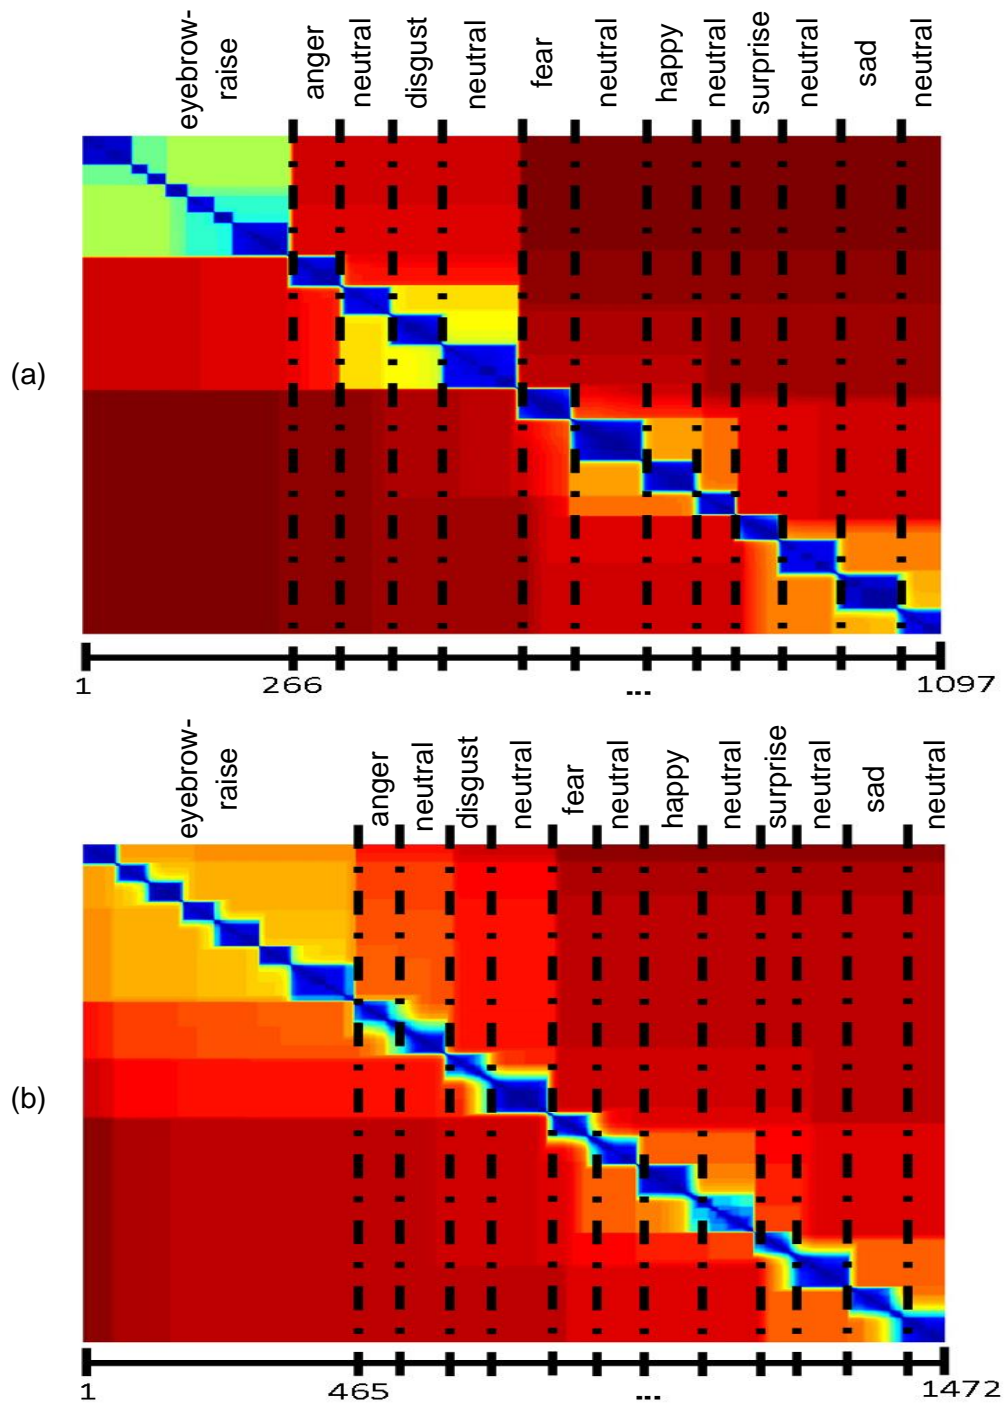 eyebrow-
raise
anger
neutral
disgust
neutral
fear
neutral
happy
neutral
surprise
neutral
sad
neutral
(a)
1
266
...
1097
eyebrow-
raise
anger
neutral
disgust
neutral
fear
neutral
happy
neutral
surprise
neutral
sad
neutral
(b)
1
465
...
1472